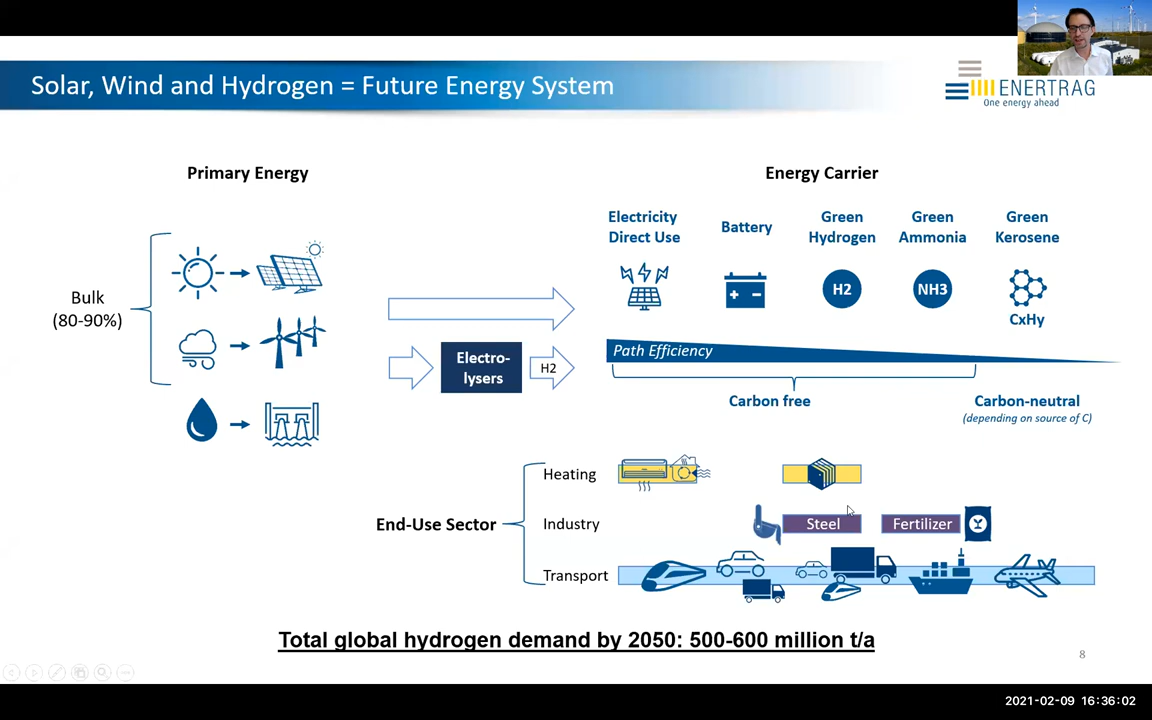 Solar, Wind and Hydrogen = Future Energy System
ENERTRAG
One energy ahead
Primary Energy
Energy Carrier
Electricity
Direct Use
Battery
Green
Hydrogen
Green
Ammonia
Green
Kerosene
Bulk
(80-90%)
H2
NH3
CxHy
Path Efficiency
Electro-
lysers
H2
Carbon free
Carbon-neutral
(depending on source of C)
End-Use Sector
Heating
Industry
Steel
Fertilizer
Transport
Total global hydrogen demand by 2050: 500-600 million t/a
8
2021-02-09 16:36:02